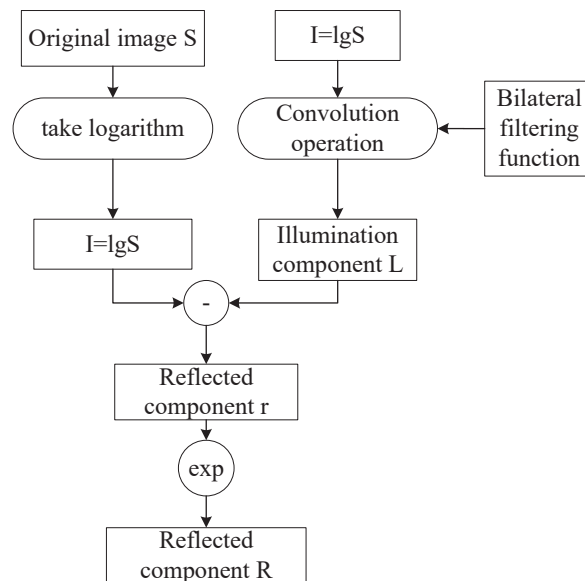 Original image S
I=lgS
take logarithm
Convolution
operation
Bilateral
filtering
function
I=lgS
Illumination
component L
-
Reflected
component r
exp
Reflected
component R